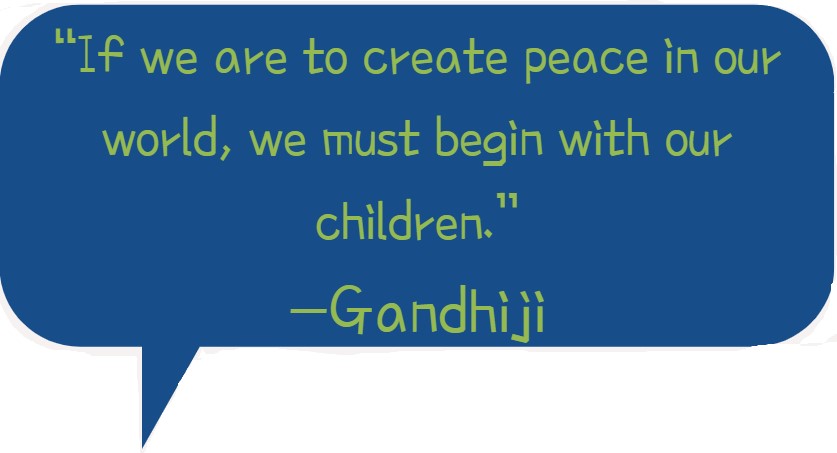 “If we are to create peace in our
world, we must begin with our
children.”
—Gandhiji